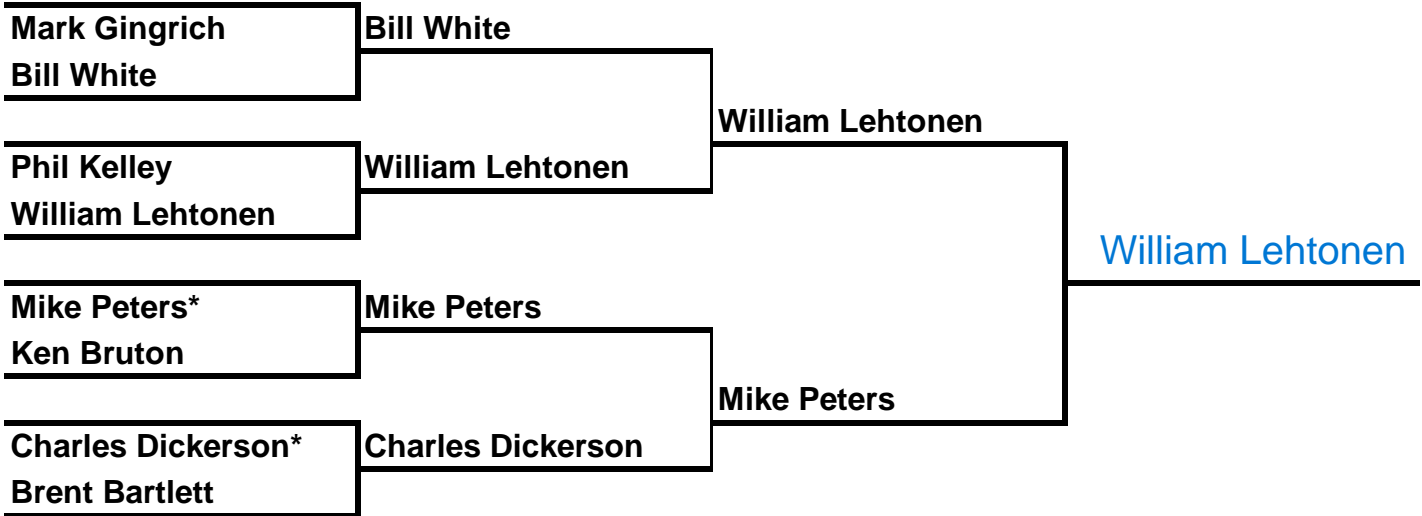 Mark Gingrich
Bill White
Phil Kelley
William Lehtonen
Mike Peters*
Ken Bruton
Charles Dickerson*
Brent Bartlett
Bill White
William Lehtonen
Mike Peters
Charles Dickerson
William Lehtonen
Mike Peters
William Lehtonen